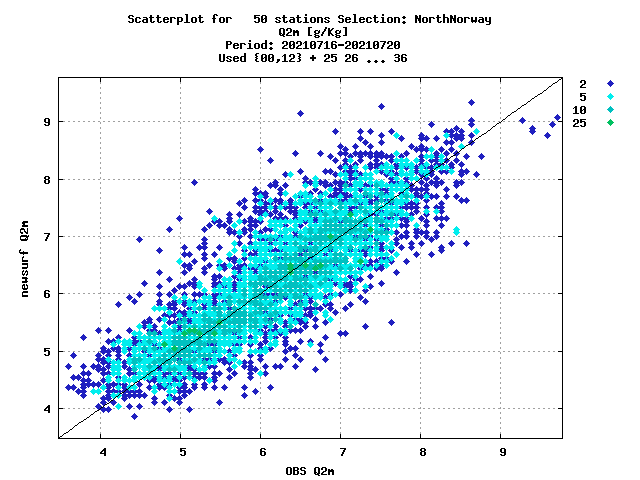 Scatterplot for   50 stations Selection: NorthNorway
Q2m [g/Kg]
Period: 20210716-20210720
Used {00,12} + 25 26 ... 36
2
5
10
25
newsurf Q2m
9
8
7
6
5
4
4 5 6 7 8 9
OBS Q2m